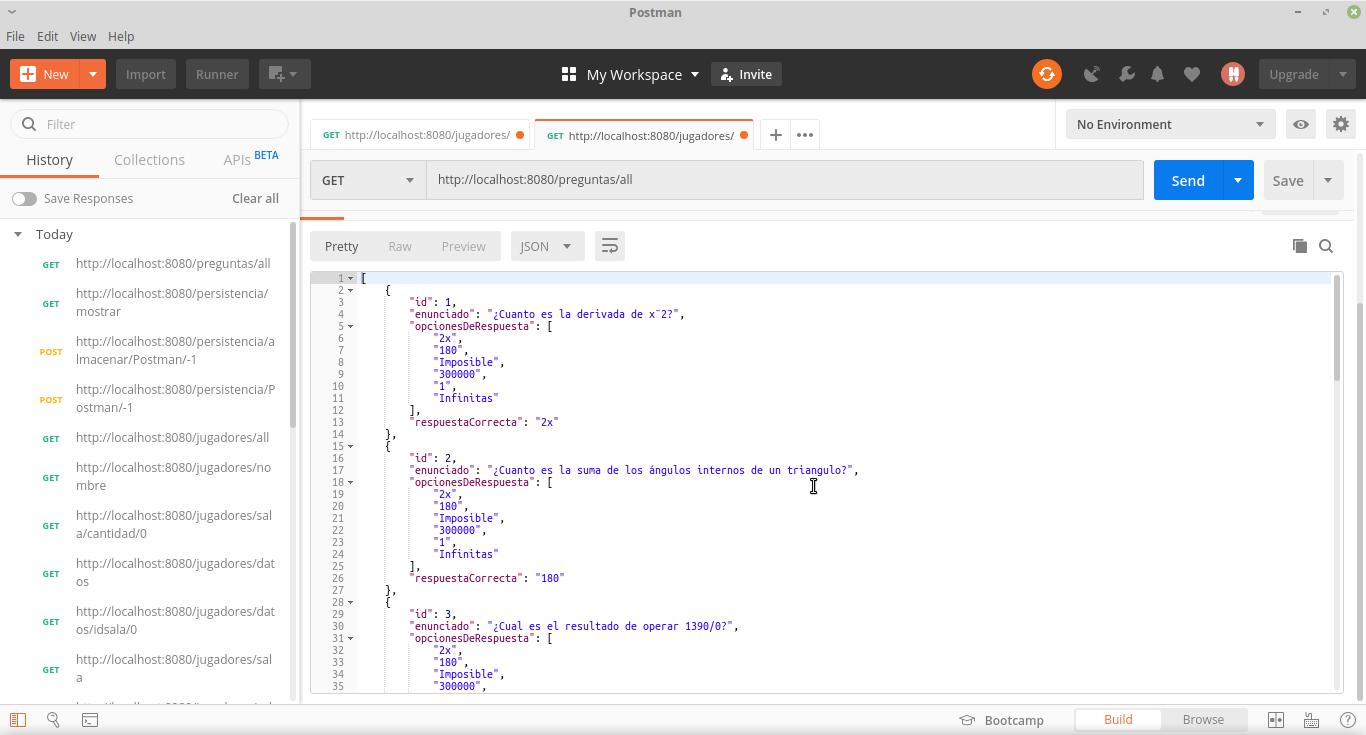 Postman
File Edit View Help
New Import Runner My Workspace Invite Upgrade
Filter
History Collections APIs BETA
Save Responses Clear all
Today
GET http://localhost:8080/preguntas/all
GET http://localhost:8080/persistencia/
mostrar
POST http://localhost:8080/persistencia/a
lmacenar/Postman/-1
POST http://localhost:8080/persistencia/P
ostman/-1
GET http://localhost:8080/jugadores/all
GET http://localhost:8080/jugadores/no
mbre
GET http://localhost:8080/jugadores/sal
a/cantidad/0
GET http://localhost:8080/jugadores/dat
os
GET http://localhost:8080/jugadores/dat
os/idsala/0
GET http://localhost:8080/jugadores/sal
a
GET http://localhost:8080/jugadores/ GET http://localhost:8080/jugadores/ No Environment
GET http://localhost:8080/preguntas/all Send Save
Pretty Raw Preview JSON
1 [
2 {
3 "id": 1,
4 "enunciado": "¿Cuanto es la derivada de x¨2?",
5 "opcionesDeRespuesta": [
6 "2x",
7 "180",
8 "Imposible",
9 "300000",
10 "1",
11 "Infinitas"
12 ],
13 "respuestaCorrecta": "2x"
14 },
15 {
16 "id": 2,
17 "enunciado": "¿Cuanto es la suma de los ángulos internos de un triangulo?",
18 "opcionesDeRespuesta": [
19 "2x",
20 "180",
21 "Imposible",
22 "300000",
23 "1",
24 "Infinitas"
25 ],
26 "respuestaCorrecta": "180"
27 },
28 {
29 "id": 3,
30 "enunciado": "¿Cual es el resultado de operar 1390/0?",
31 "opcionesDeRespuesta": [
32 "2x",
33 "180",
34 "Imposible",
35 "300000",
Bootcamp Build Browse